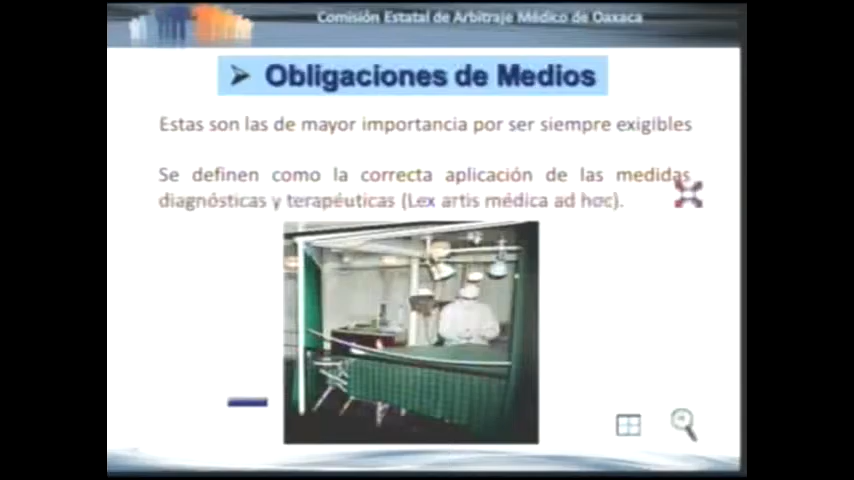 Comisión Estatal de Arbitraje Médico de Oaxaca
Obligaciones de Medios
Estas son las de mayor importancia por ser siempre exigibles
Se definen como la correcta aplicación de las medidas
diagnósticas y terapéuticas (Lex artis médica ad hoc).